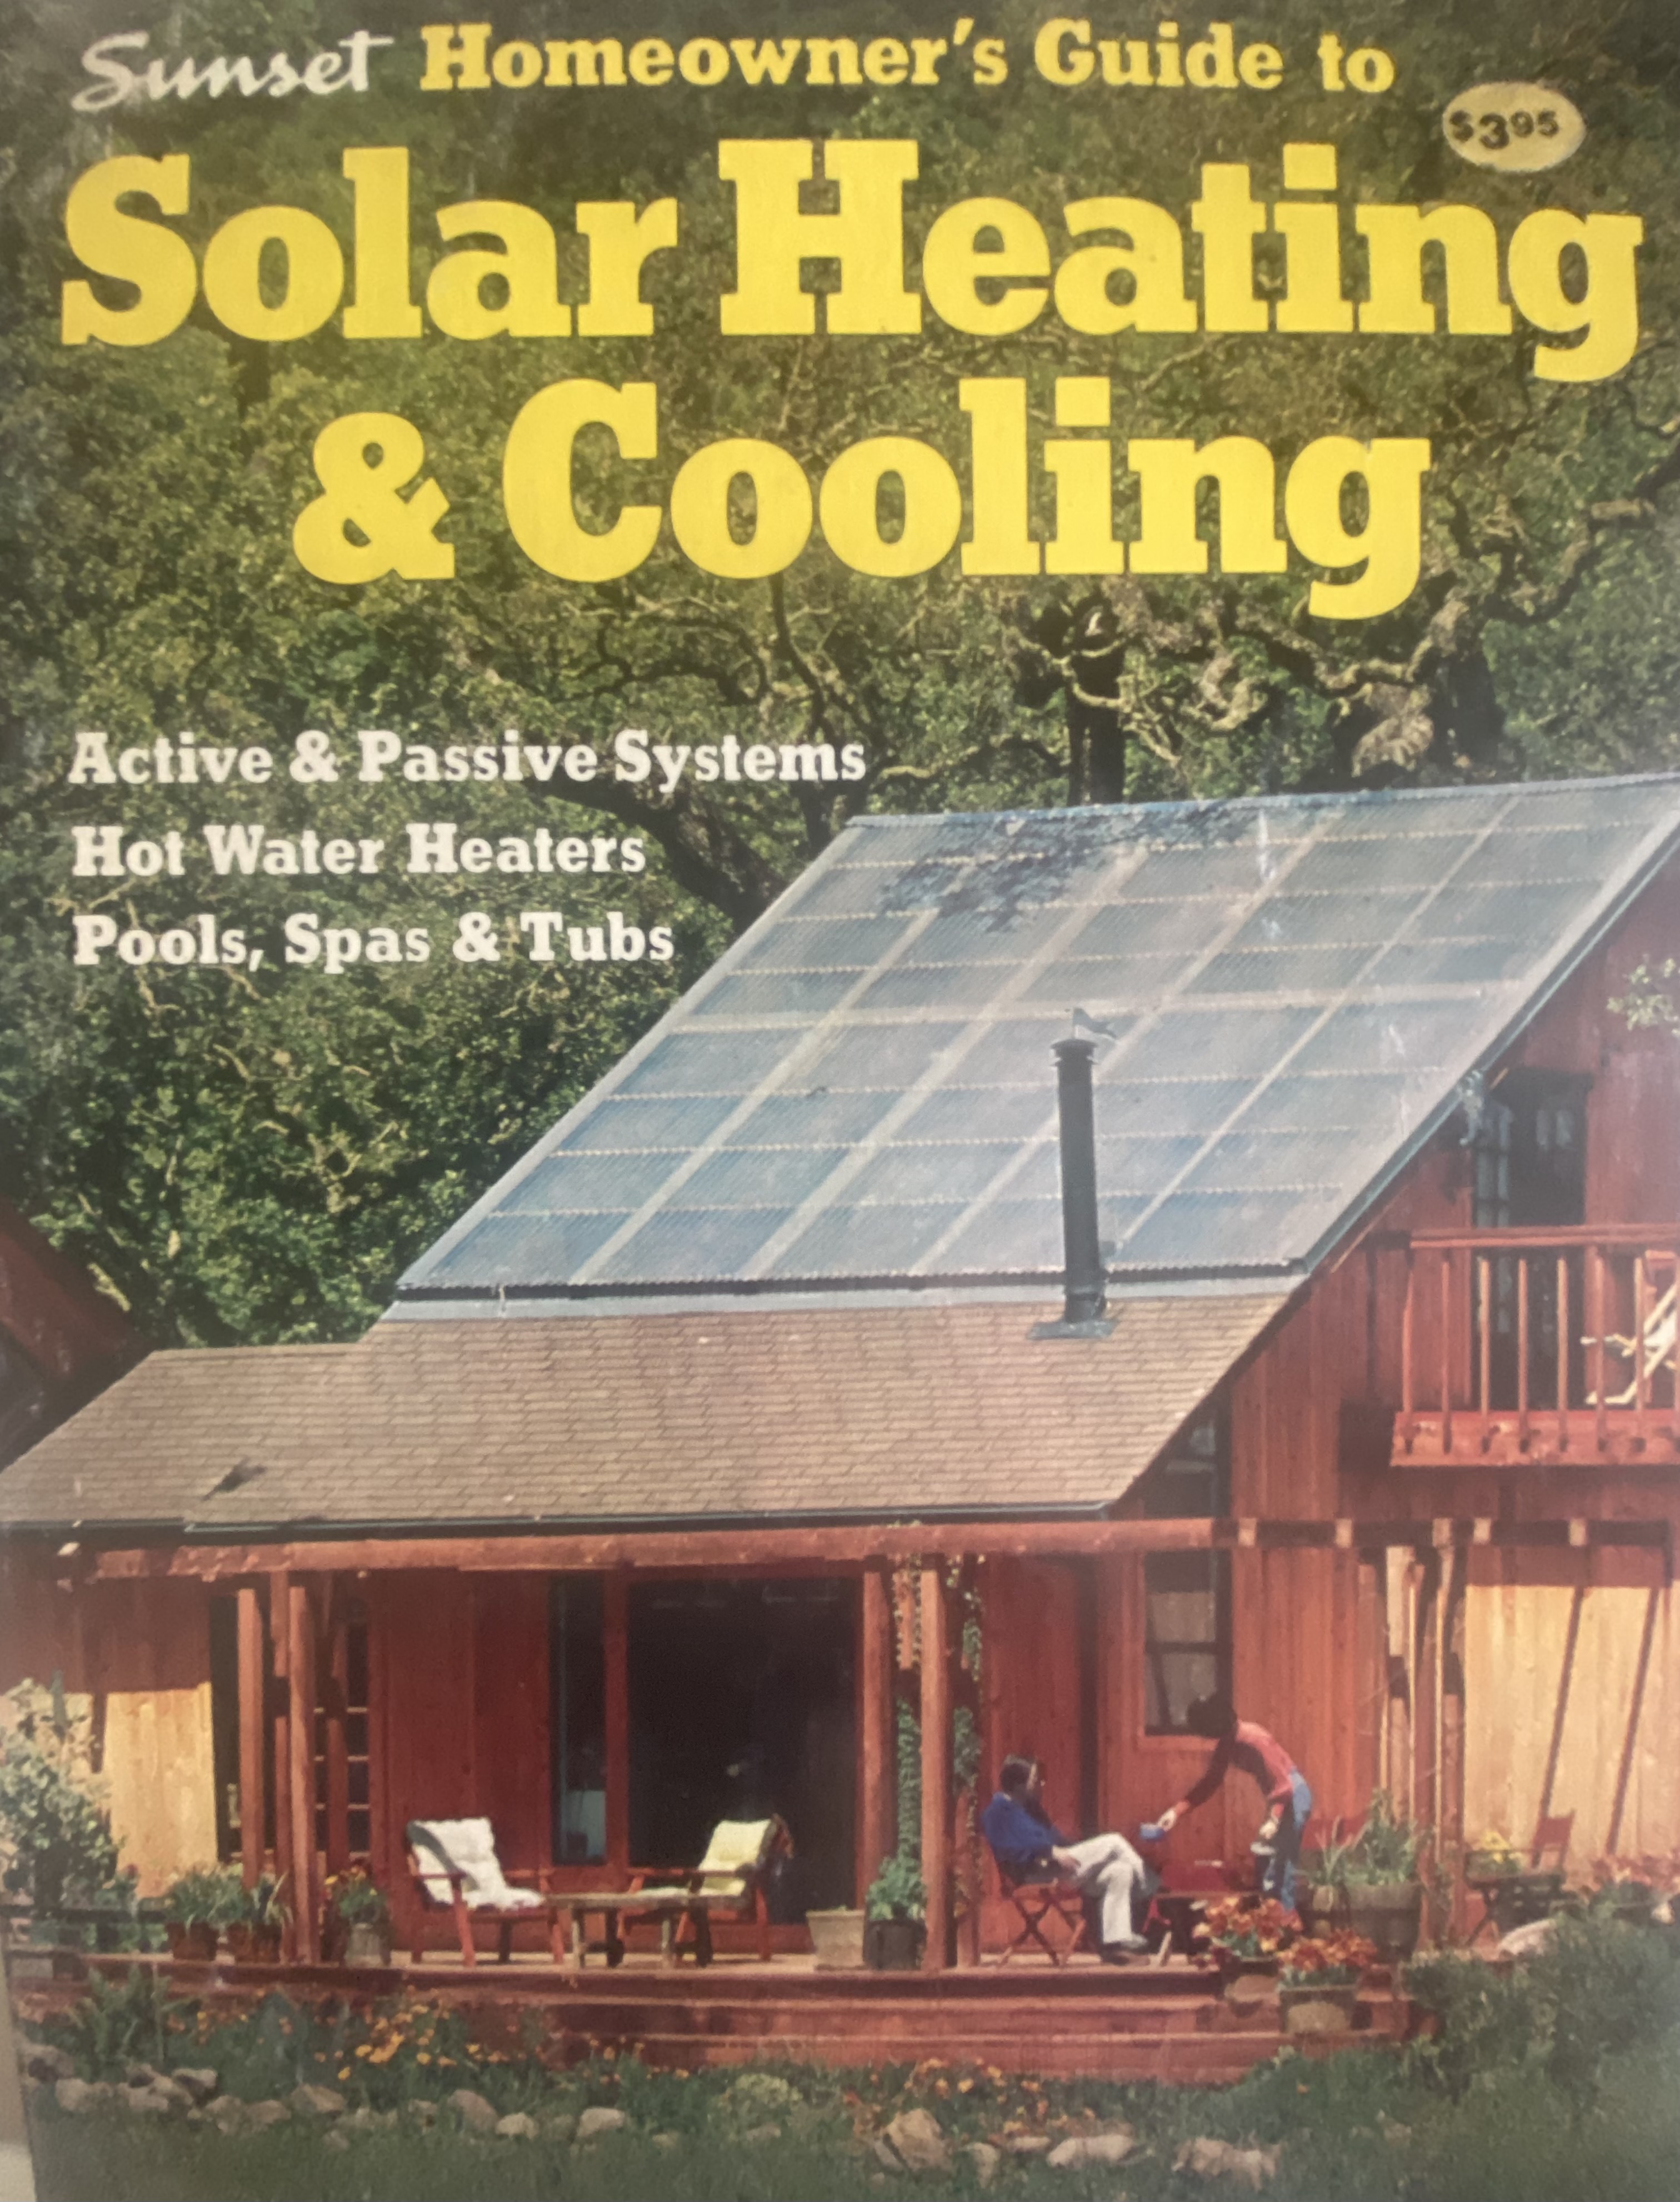 Sunset Homeowner's Guide to
$3.95
Solar Heating
& Cooling
Active & Passive Systems
Hot Water Heaters
Pools, Spas & Tubs